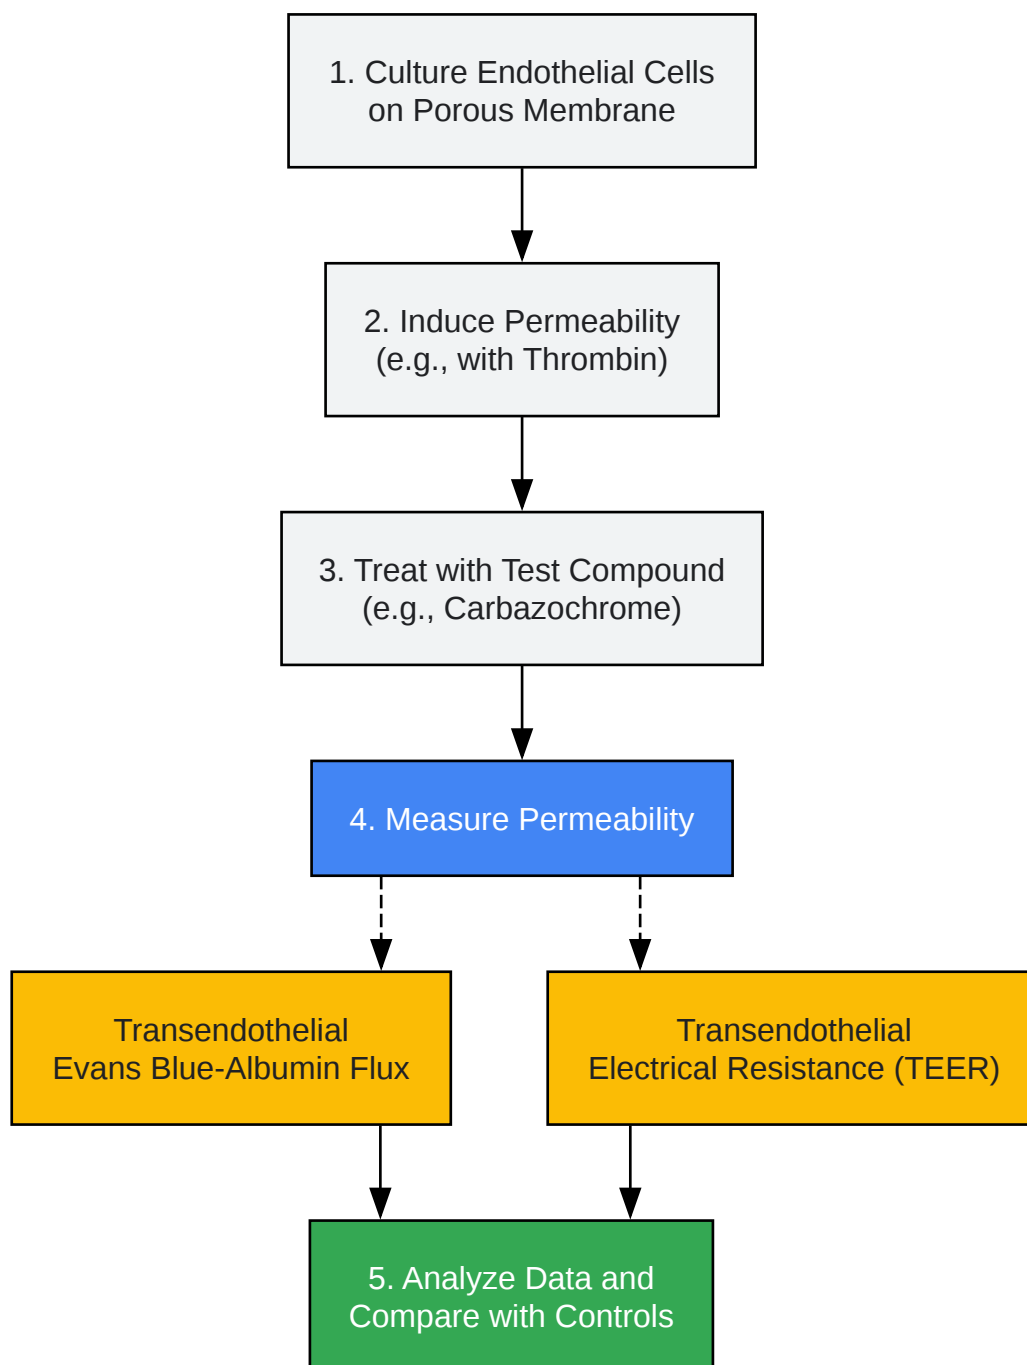 1. Culture Endothelial Cells
on Porous Membrane
2. Induce Permeability
(e.g., with Thrombin)
3. Treat with Test Compound
(e.g., Carbazochrome)
4. Measure Permeability
Transendothelial
Evans Blue-Albumin Flux
Transendothelial
Electrical Resistance (TEER)
5. Analyze Data and
Compare with Controls